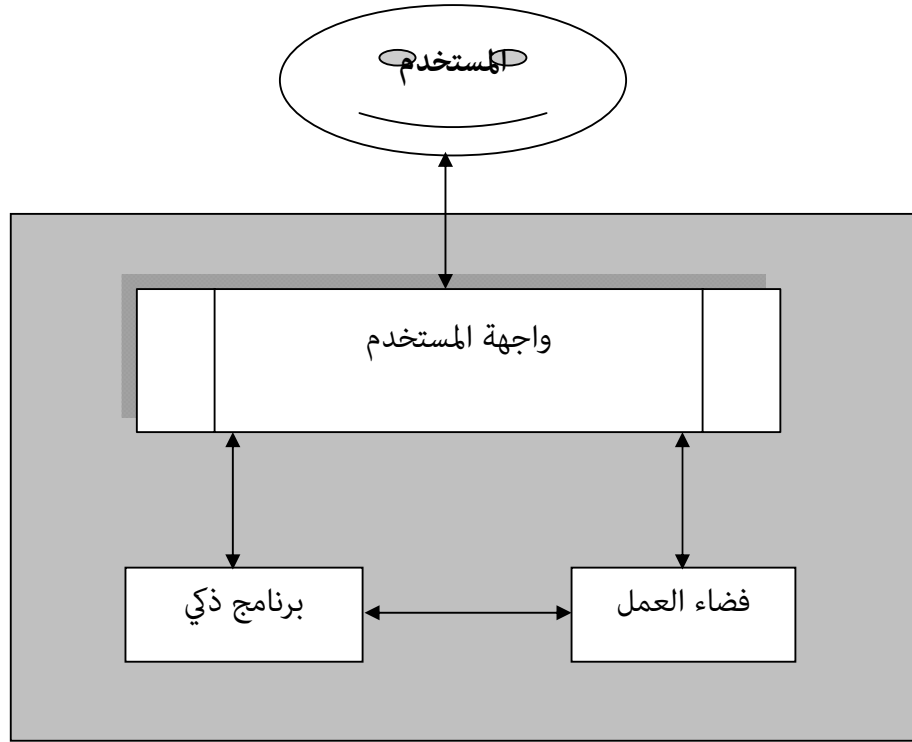 المستخدم
واجهة المستخدم
برنامج ذكي
فضاء العمل